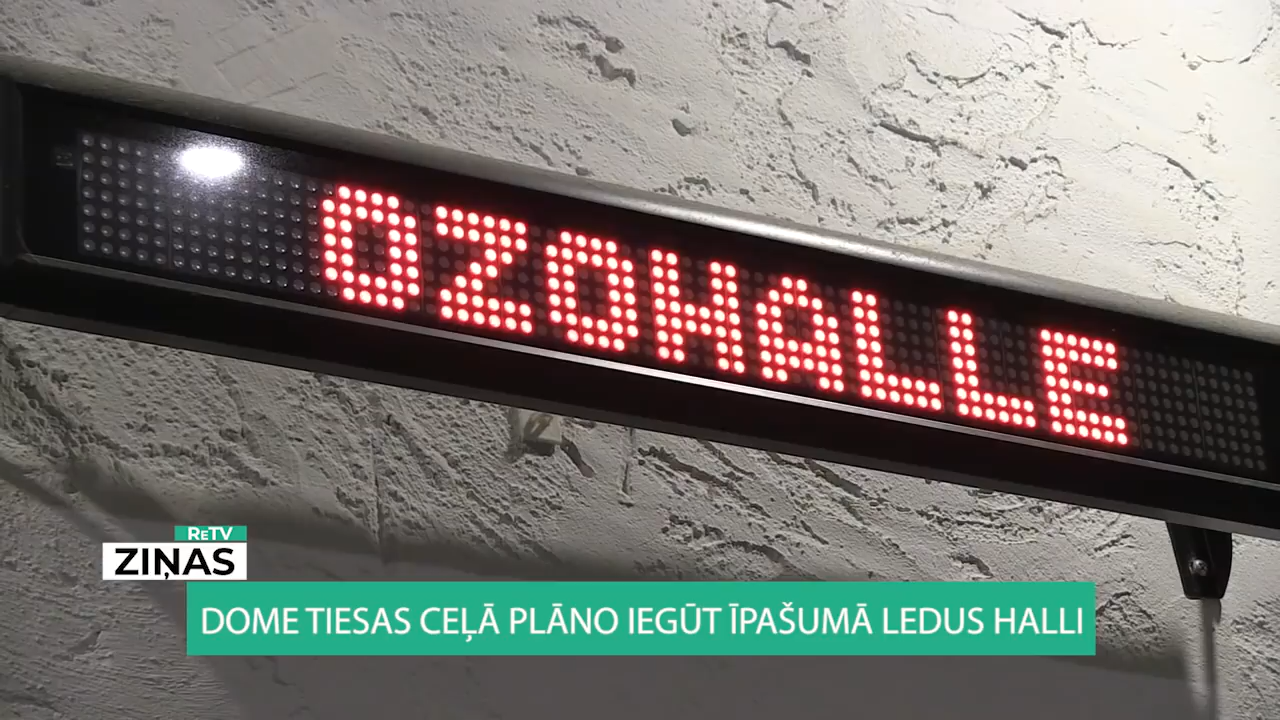 OZOHALLE
ReTV
ZIŅAS
DOME TIESAS CEĻĀ PLĀNO IEGŪT ĪPAŠUMĀ LEDUS HALLI